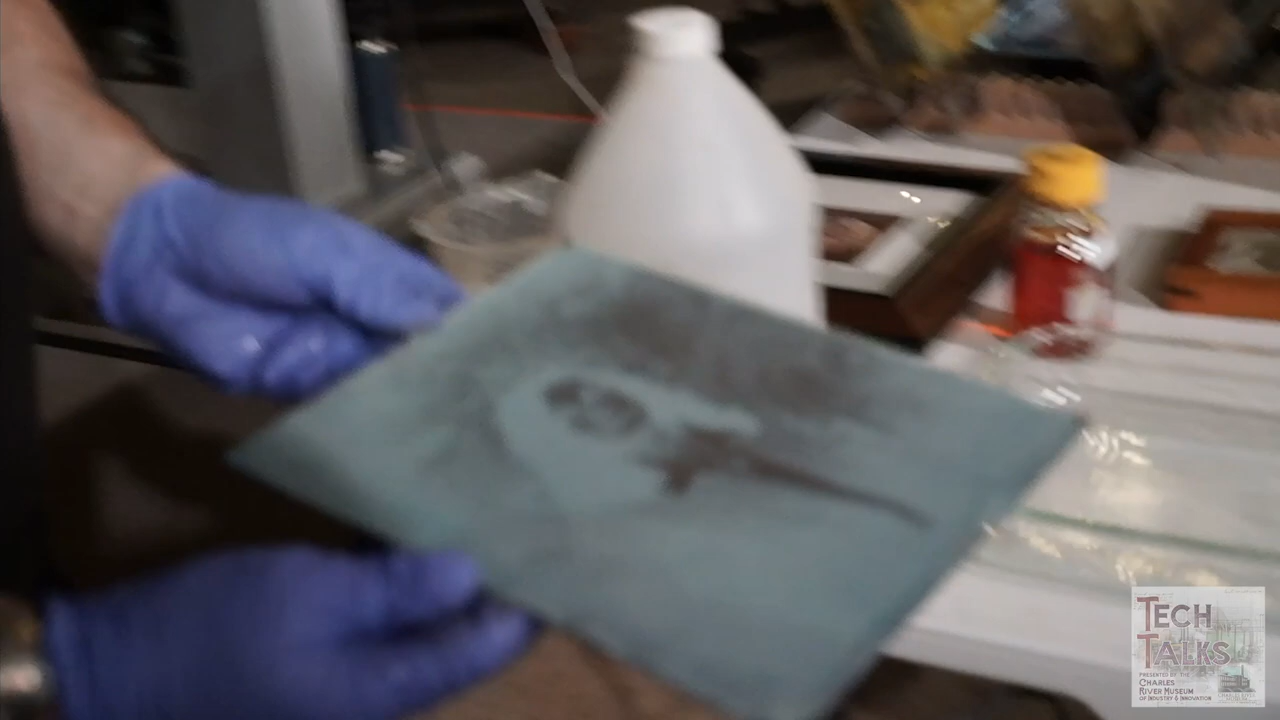 TECH
TALKS
PRESENTED BY THE
CHARLES
RIVER MUSEUM
OF INDUSTRY & INNOVATION